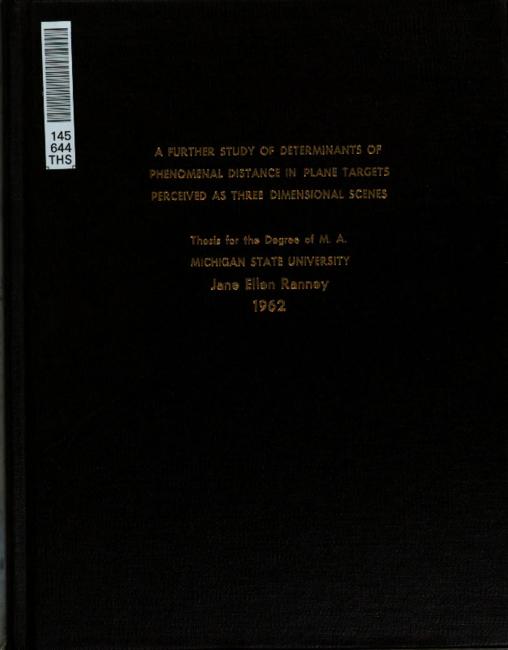 145
644
THS
A FURTHER STUDY OF DETERMINANTS OF
PHENOMENAL DISTANCE IN PLANE TARGETS
PERCEIVED AS THREE DIMENSIONAL SCENES
Thesis for the Degree of M. A.
MICHIGAN STATE UNIVERSITY
Jane Ellen Ranney
1962